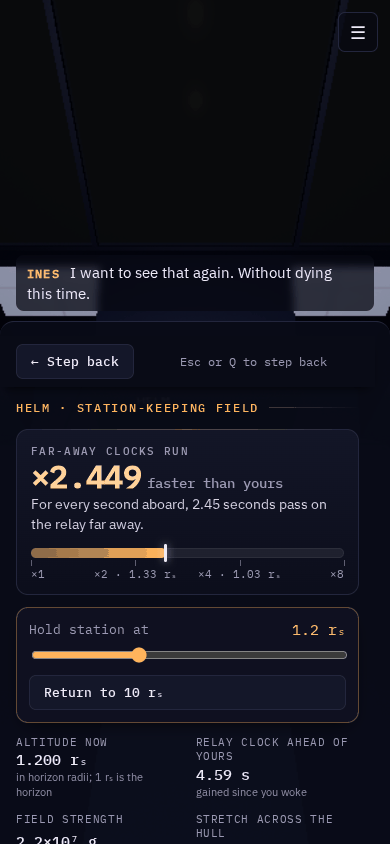 ☰
INES I want to see that again. Without dying
this time.
← Step back
Esc or Q to step back
HELM · STATION-KEEPING FIELD
FAR-AWAY CLOCKS RUN
×2.449 faster than yours
For every second aboard, 2.45 seconds pass on
the relay far away.
×1 ×2 · 1.33 rₛ ×4 · 1.03 rₛ ×8
Hold station at 1.2 rₛ
Return to 10 rₛ
ALTITUDE NOW
1.200 rₛ
in horizon radii; 1 rₛ is the
horizon
RELAY CLOCK AHEAD OF
YOURS
4.59 s
gained since you woke
FIELD STRENGTH
2.2×10⁷ g
STRETCH ACROSS THE
HULL